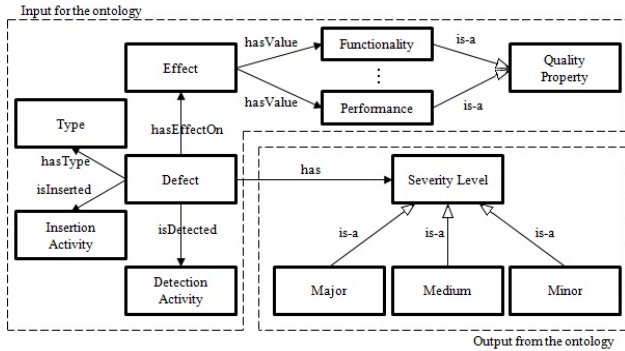 Input for the ontology
Effect
hasValue
Functionality
is-a
Quality
Property
⋮
hasValue
Performance
is-a
Type
hasEffectOn
hasType
Defect
has
Severity Level
isInserted
Insertion
Activity
isDetected
is-a
is-a
is-a
Detection
Activity
Major
Medium
Minor
Output from the ontology